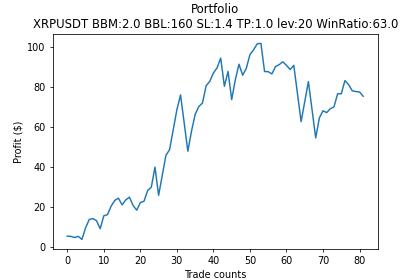 Portfolio
XRPUSDT BBM:2.0 BBL:160 SL:1.4 TP:1.0 lev:20 WinRatio:63.0
100
80
60
40
20
0
Profit ($)
0 10 20 30 40 50 60 70 80
Trade counts